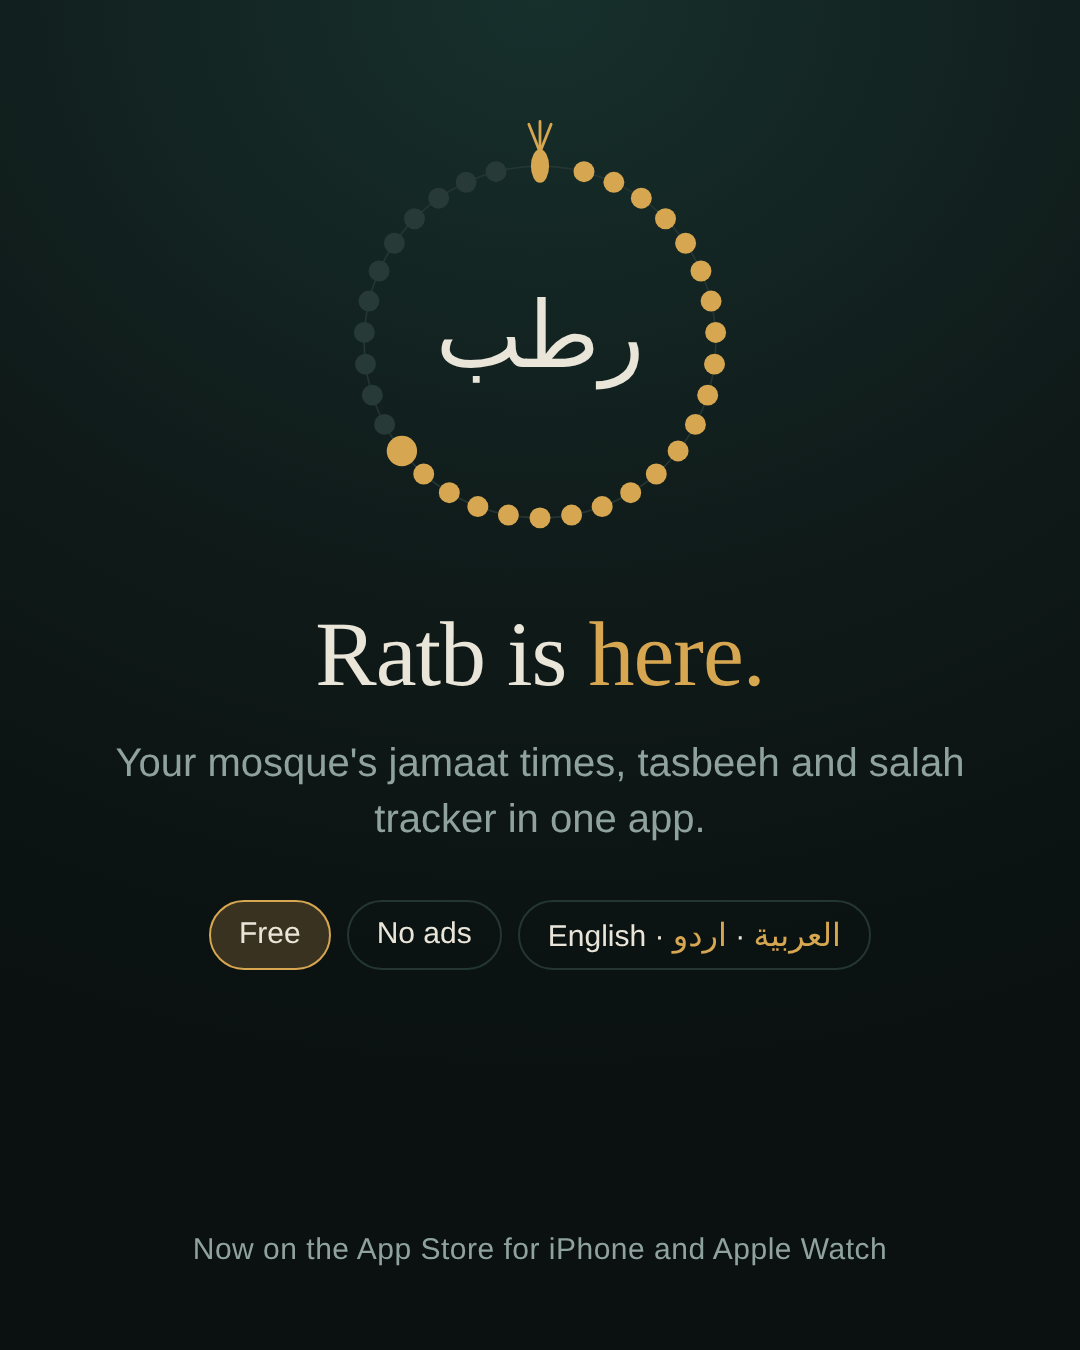 رطب
Ratb is here.
Your mosque's jamaat times, tasbeeh and salah
tracker in one app.
Free
No ads
English · اردو · العربية
Now on the App Store for iPhone and Apple Watch